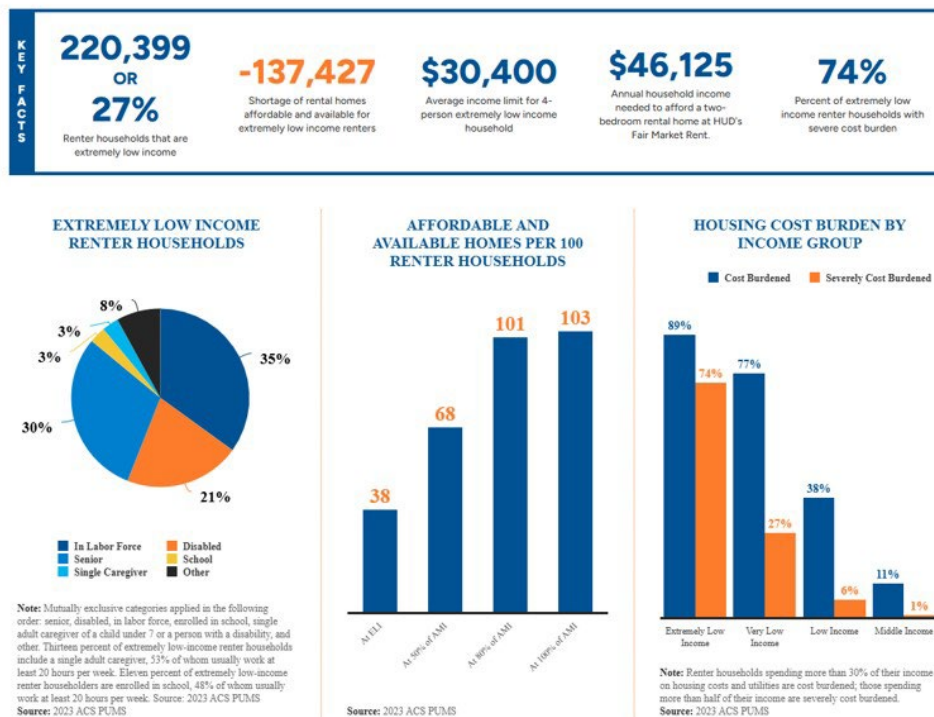 KEY FACTS
220,399
OR
27%
Renter households that are
extremely low income
-137,427
Shortage of rental homes
affordable and available for
extremely low income renters
$30,400
Average income limit for 4-
person extremely low income
household
$46,125
Annual household income
needed to afford a two-
bedroom rental home at HUD's
Fair Market Rent.
74%
Percent of extremely low
income renter households with
severe cost burden
EXTREMELY LOW INCOME
RENTER HOUSEHOLDS
8%
3%
3%
35%
30%
21%
In Labor Force
Disabled
Senior
School
Single Caregiver
Other
Note: Mutually exclusive categories applied in the following
order: senior, disabled, in labor force, enrolled in school, single
adult caregiver of a child under 7 or a person with a disability, and
other. Thirteen percent of extremely low-income renter households
include a single adult caregiver, 53% of whom usually work at
least 20 hours per week. Eleven percent of extremely low-income
renter householders are enrolled in school, 48% of whom usually
work at least 20 hours per week. Source: 2023 ACS PUMS
Source: 2023 ACS PUMS
AFFORDABLE AND
AVAILABLE HOMES PER 100
RENTER HOUSEHOLDS
38
68
101
103
At ELI
At 50% of AMI
At 80% of AMI
At 100% of AMI
Source: 2023 ACS PUMS
HOUSING COST BURDEN BY
INCOME GROUP
Cost Burdened
Severely Cost Burdened
89%
74%
77%
27%
38%
6%
11%
1%
Extremely Low
Income
Very Low
Income
Low Income
Middle Income
Note: Renter households spending more than 30% of their income
on housing costs and utilities are cost burdened; those spending
more than half of their income are severely cost burdened.
Source: 2023 ACS PUMS